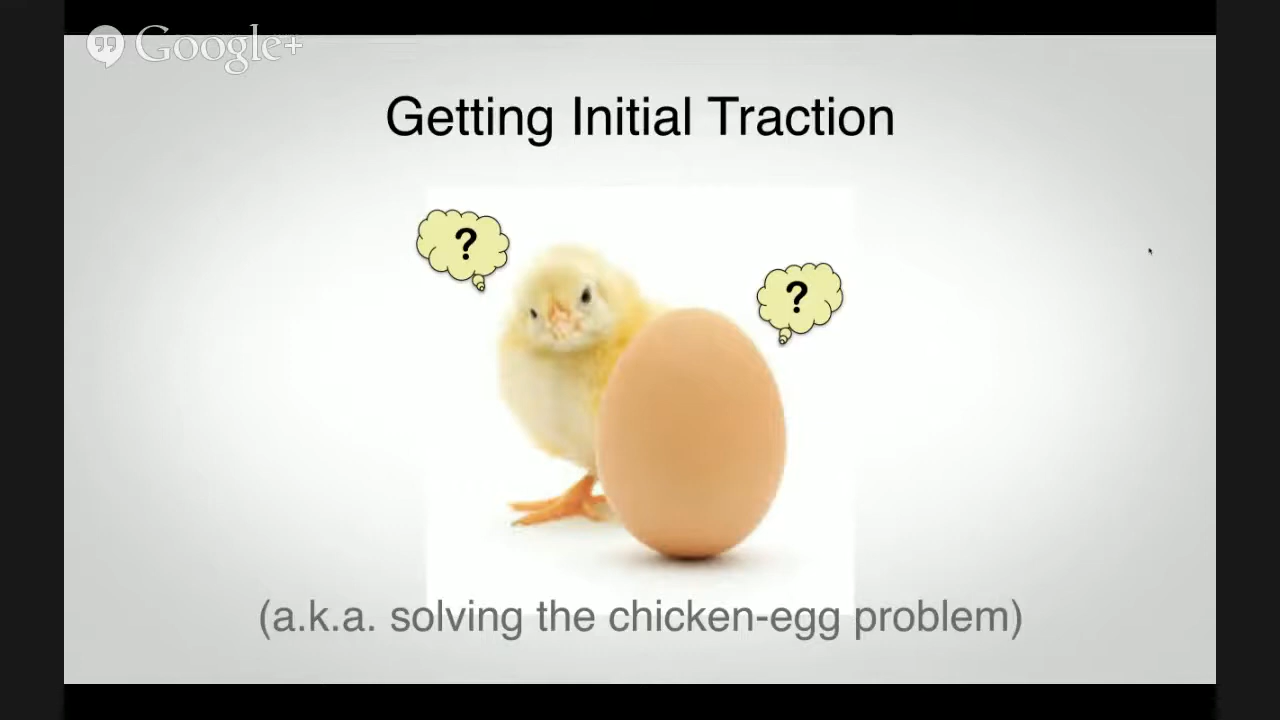 Google+
Getting Initial Traction
?
?
(a.k.a. solving the chicken-egg problem)